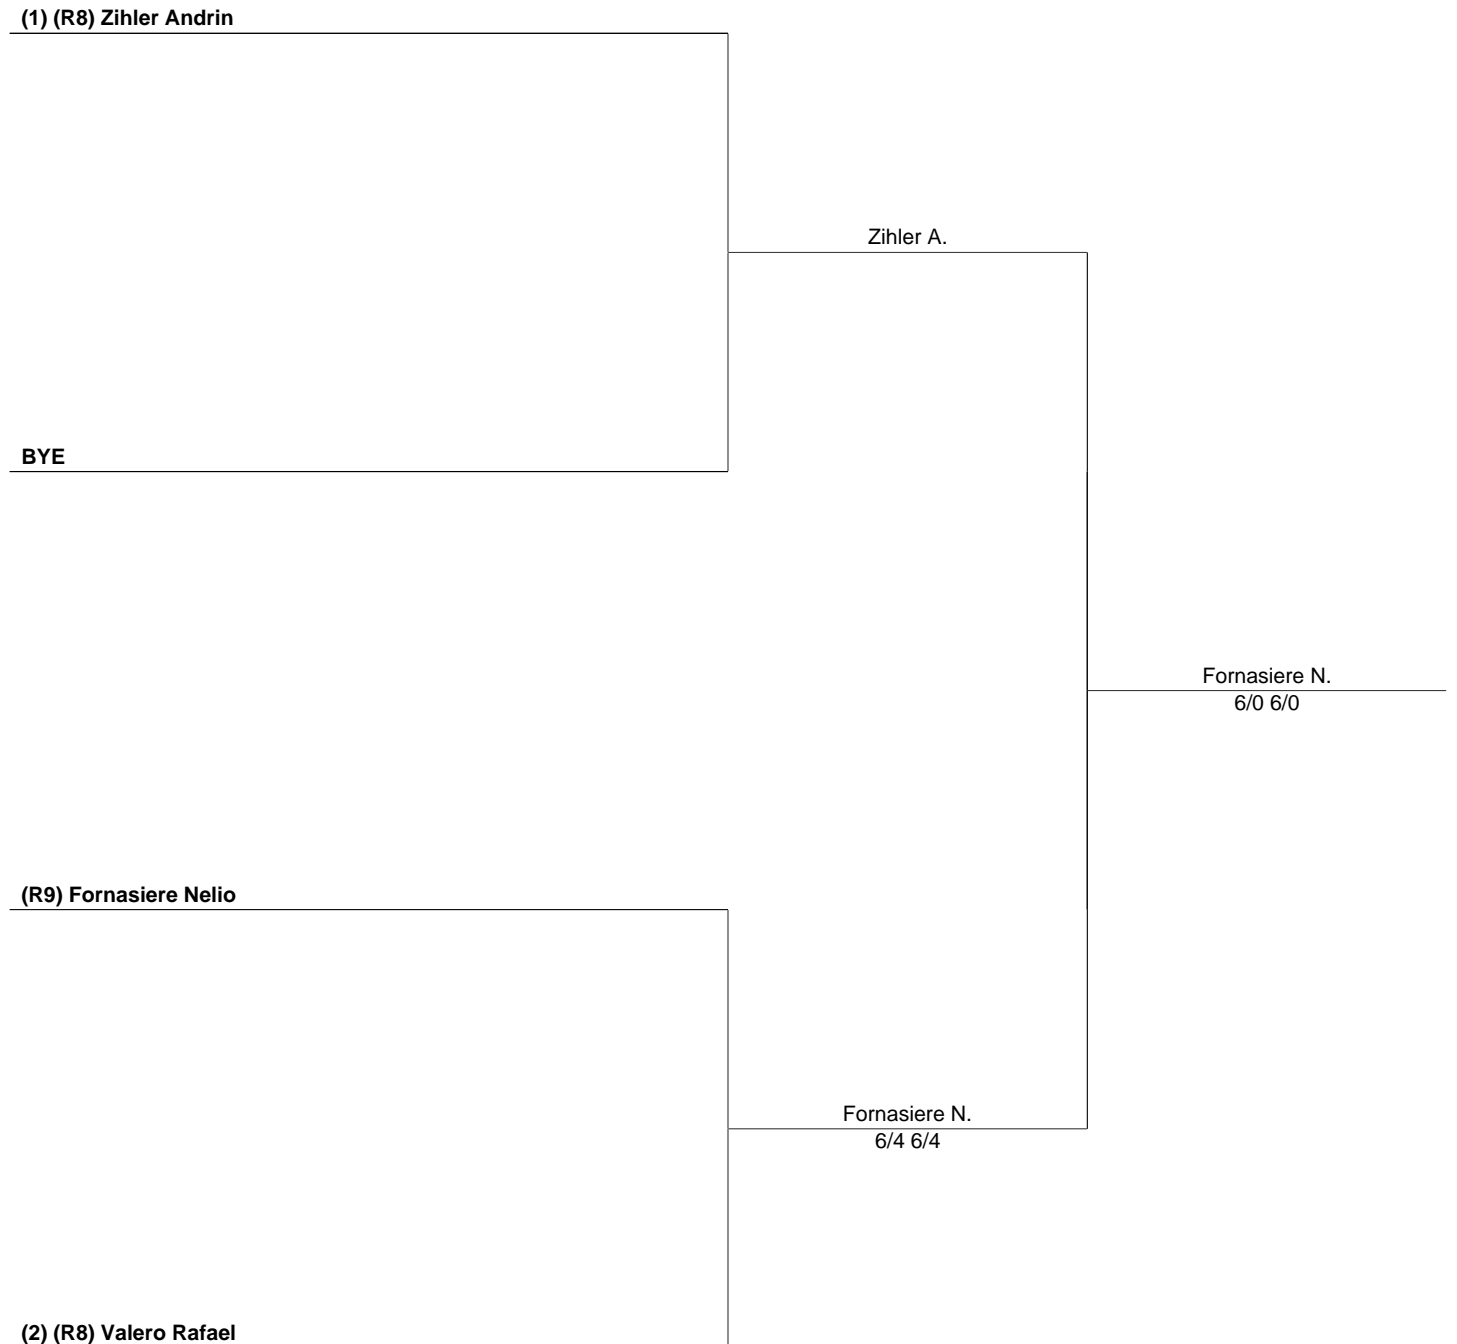 (1) (R8) Zihler Andrin
Zihler A.
BYE
Fornasiere N.
6/0 6/0
(R9) Fornasiere Nelio
Fornasiere N.
6/4 6/4
(2) (R8) Valero Rafael